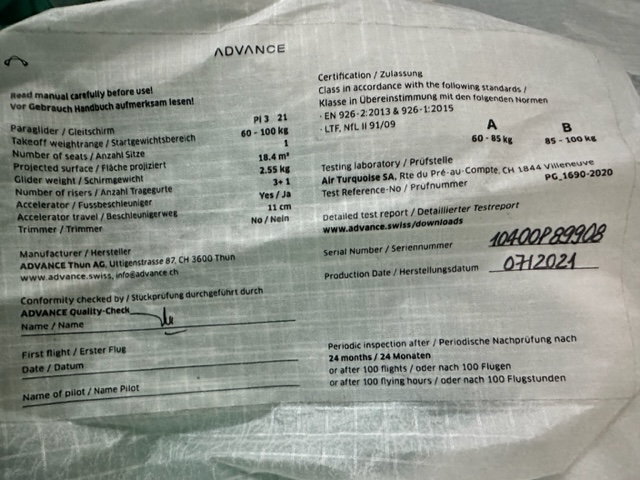 ADVANCE
Read manual carefully before use!
Vor Gebrauch Handbuch aufmerksam lesen!
Paraglider / Gleitschirm PI 3 21
Takeoff weightrange / Startgewichtsbereich 60 - 100 kg
Number of seats / Anzahl Sitze 1
Projected surface / Fläche projiziert 18.4 m²
Glider weight / Schirmgewicht 2.55 kg
Number of risers / Anzahl Tragegurte 3+1
Accelerator / Fussbeschleuniger Yes / Ja
Accelerator travel / Beschleunigerweg 11 cm
Trimmer / Trimmer No / Nein
Manufacturer / Hersteller
ADVANCE Thun AG, Uttigenstrasse 87, CH 3600 Thun
www.advance.swiss, info@advance.ch
Conformity checked by / Stückprüfung durchgeführt durch
ADVANCE Quality-Check
Name / Name
First flight / Erster Flug
Date / Datum
Name of pilot / Name Pilot
Certification / Zulassung
Class in accordance with the following standards /
Klasse in Übereinstimmung mit den folgenden Normen
· EN 926-2:2013 & 926-1:2015
· LTF, NfL II 91/09
A B
60 - 85 kg 85 - 100 kg
Testing laboratory / Prüfstelle
Air Turquoise SA, Rte du Pré-au-Compte, CH 1844 Villeneuve
Test Reference-No / Prüfnummer PG_1690-2020
Detailed test report / Detaillierter Testreport
www.advance.swiss/downloads
Serial Number / Seriennummer 10400P89908
Production Date / Herstellungsdatum 07/2021
Periodic inspection after / Periodische Nachprüfung nach
24 months / 24 Monaten
or after 100 flights / oder nach 100 Flügen
or after 100 flying hours / oder nach 100 Flugstunden